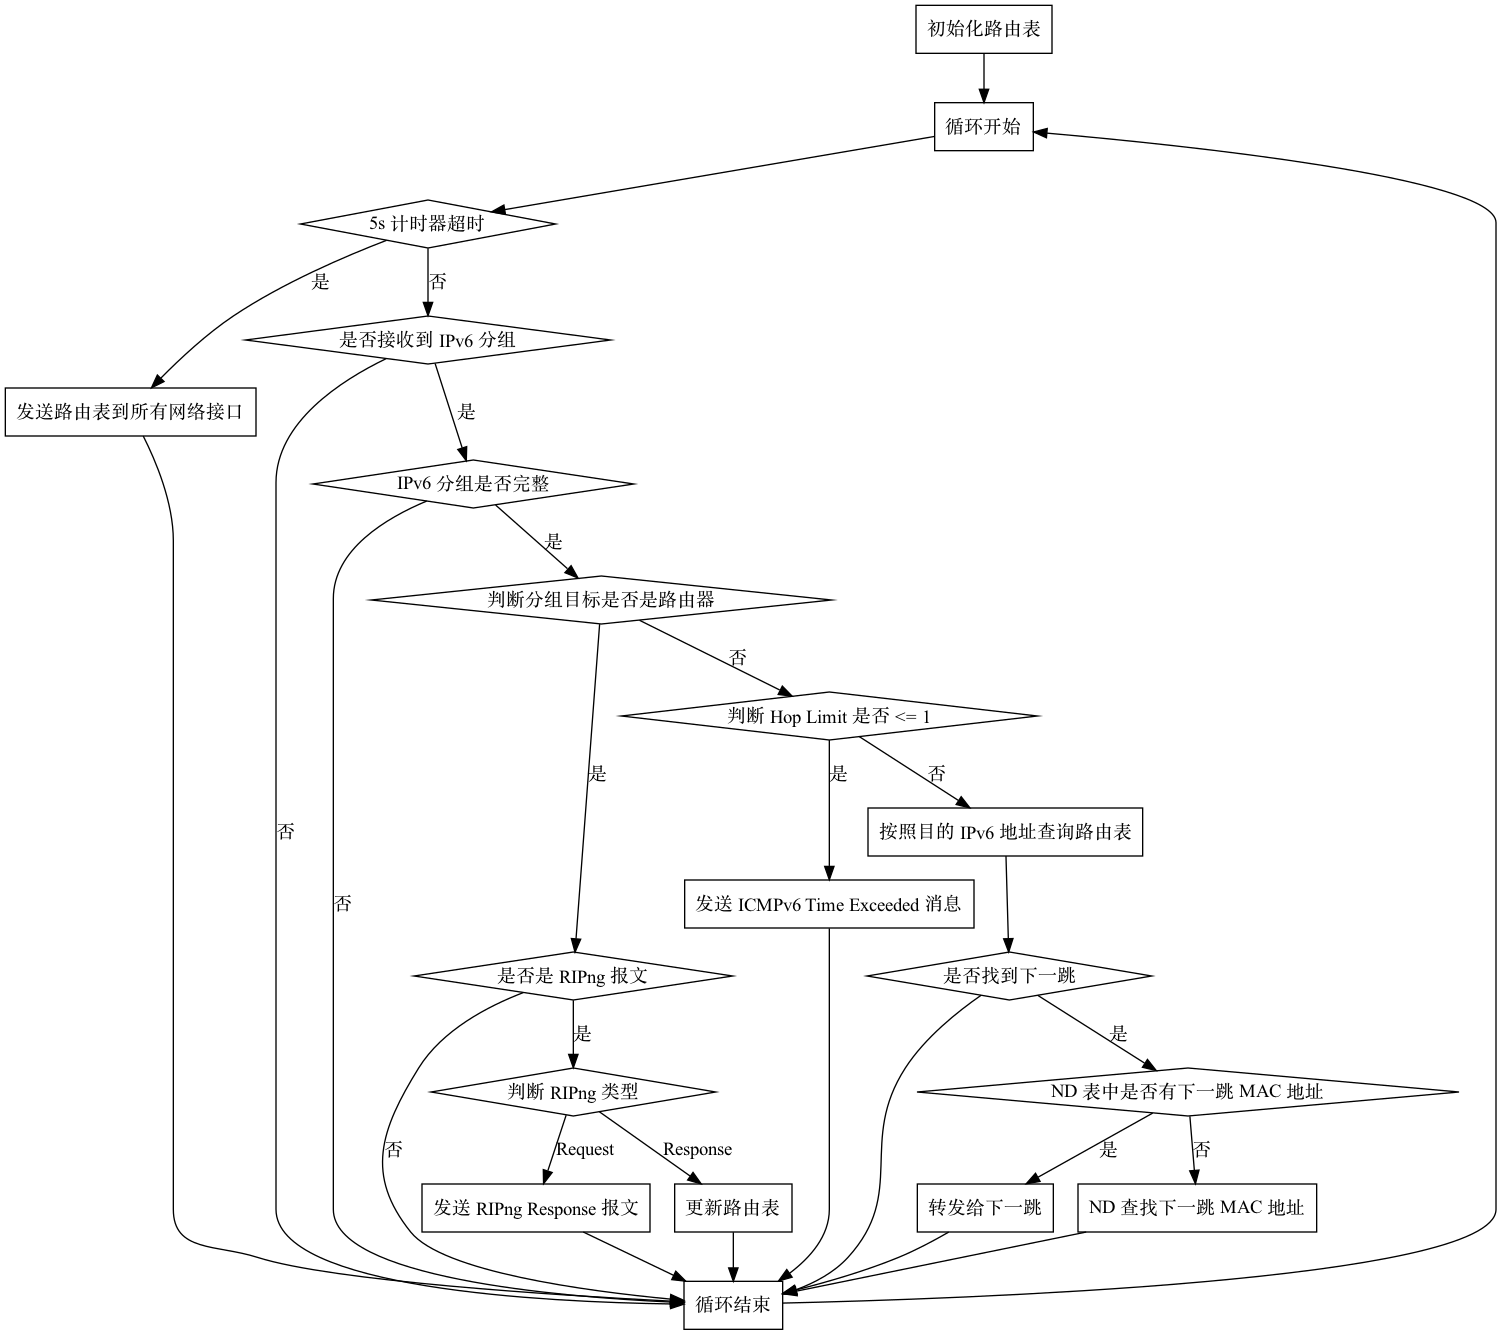 初始化路由表
循环开始
5s 计时器超时
是
否
是否接收到 IPv6 分组
发送路由表到所有网络接口
是
IPv6 分组是否完整
是
判断分组目标是否是路由器
否
判断 Hop Limit 是否 <= 1
是
是
否
否
按照目的 IPv6 地址查询路由表
否
发送 ICMPv6 Time Exceeded 消息
是否是 RIPng 报文
是否找到下一跳
是
是
判断 RIPng 类型
ND 表中是否有下一跳 MAC 地址
否
Request
Response
是
否
发送 RIPng Response 报文
更新路由表
转发给下一跳
ND 查找下一跳 MAC 地址
循环结束